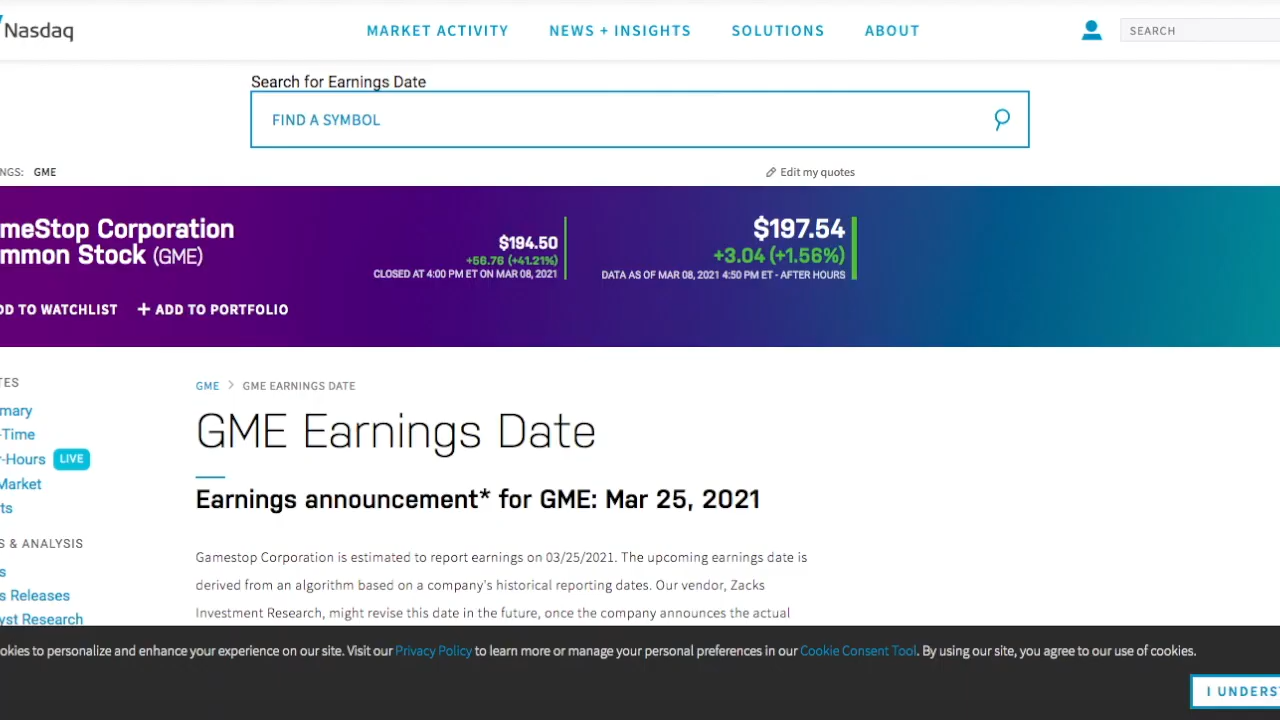 Nasdaq
MARKET ACTIVITY NEWS + INSIGHTS SOLUTIONS ABOUT SEARCH
Search for Earnings Date
FIND A SYMBOL
NGS: GME Edit my quotes
meStop Corporation
mmon Stock (GME)
$194.50
+56.76 (+41.21%)
CLOSED AT 4:00 PM ET ON MAR 08, 2021
$197.54
+3.04 (+1.56%)
DATA AS OF MAR 08, 2021 4:50 PM ET - AFTER HOURS
DD TO WATCHLIST + ADD TO PORTFOLIO
TES
mary
-Time
-Hours LIVE
Market
ts
S & ANALYSIS
s
s Releases
yst Research
GME > GME EARNINGS DATE
GME Earnings Date
Earnings announcement* for GME: Mar 25, 2021
Gamestop Corporation is estimated to report earnings on 03/25/2021. The upcoming earnings date is
derived from an algorithm based on a company's historical reporting dates. Our vendor, Zacks
Investment Research, might revise this date in the future, once the company announces the actual
okies to personalize and enhance your experience on our site. Visit our Privacy Policy to learn more or manage your personal preferences in our Cookie Consent Tool. By using our site, you agree to our use of cookies.
I UNDERS